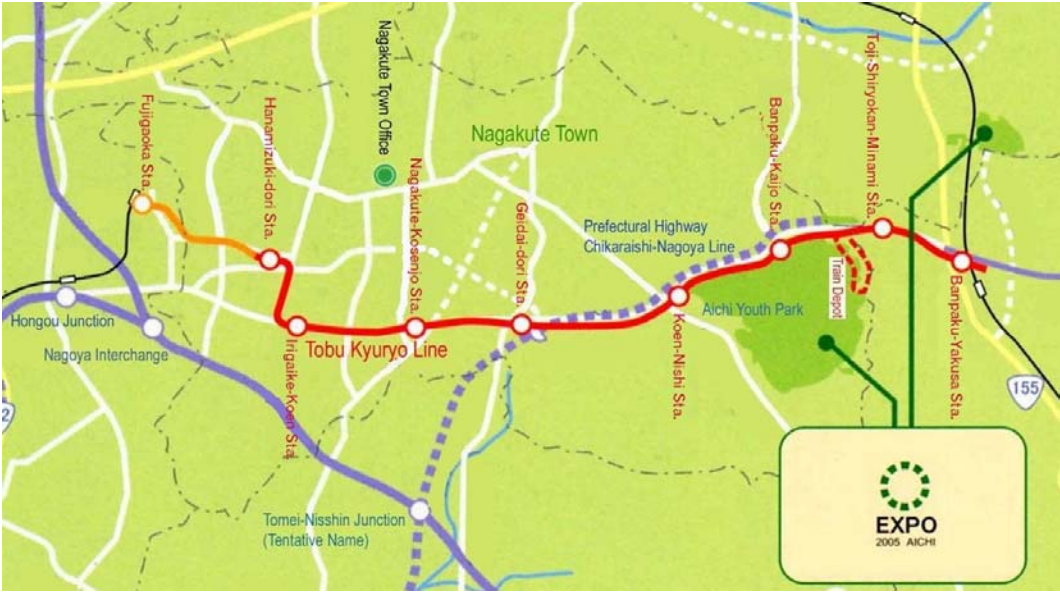 Fujigaoka Sta.
Hanamizuki-dori Sta.
Nagakute Town Office
Nagakute-Kosenjo Sta.
Nagakute Town
Geidai-dori Sta.
Prefectural Highway
Chikaraishi-Nagoya Line
Banpaku-Kaijo Sta.
Toji-Shiryokan-Minami Sta.
Hongou Junction
Nagoya Interchange
Irigaike-Koen Sta.
Tobu Kyuryo Line
Koen-Nishi Sta.
Aichi Youth Park
Train Depot
Banpaku-Yakusa Sta.
155
2
Tomei-Nisshin Junction
(Tentative Name)
EXPO
2005 AICHI